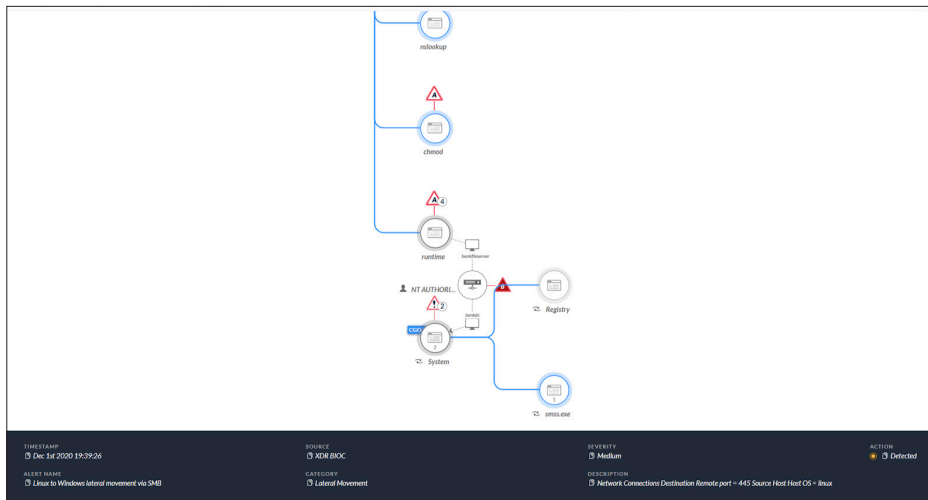 nslookup
A
chmod
A 4
runtime
NT AUTHORI...
B
! 2
CGO
2
System
Registry
1
smss.exe
TIMESTAMP
Dec 1st 2020 19:39:26
SOURCE
XDR BIOC
SEVERITY
Medium
ACTION
Detected
ALERT NAME
Linux to Windows lateral movement via SMB
CATEGORY
Lateral Movement
DESCRIPTION
Network Connections Destination Remote port = 445 Source Host Host OS = linux